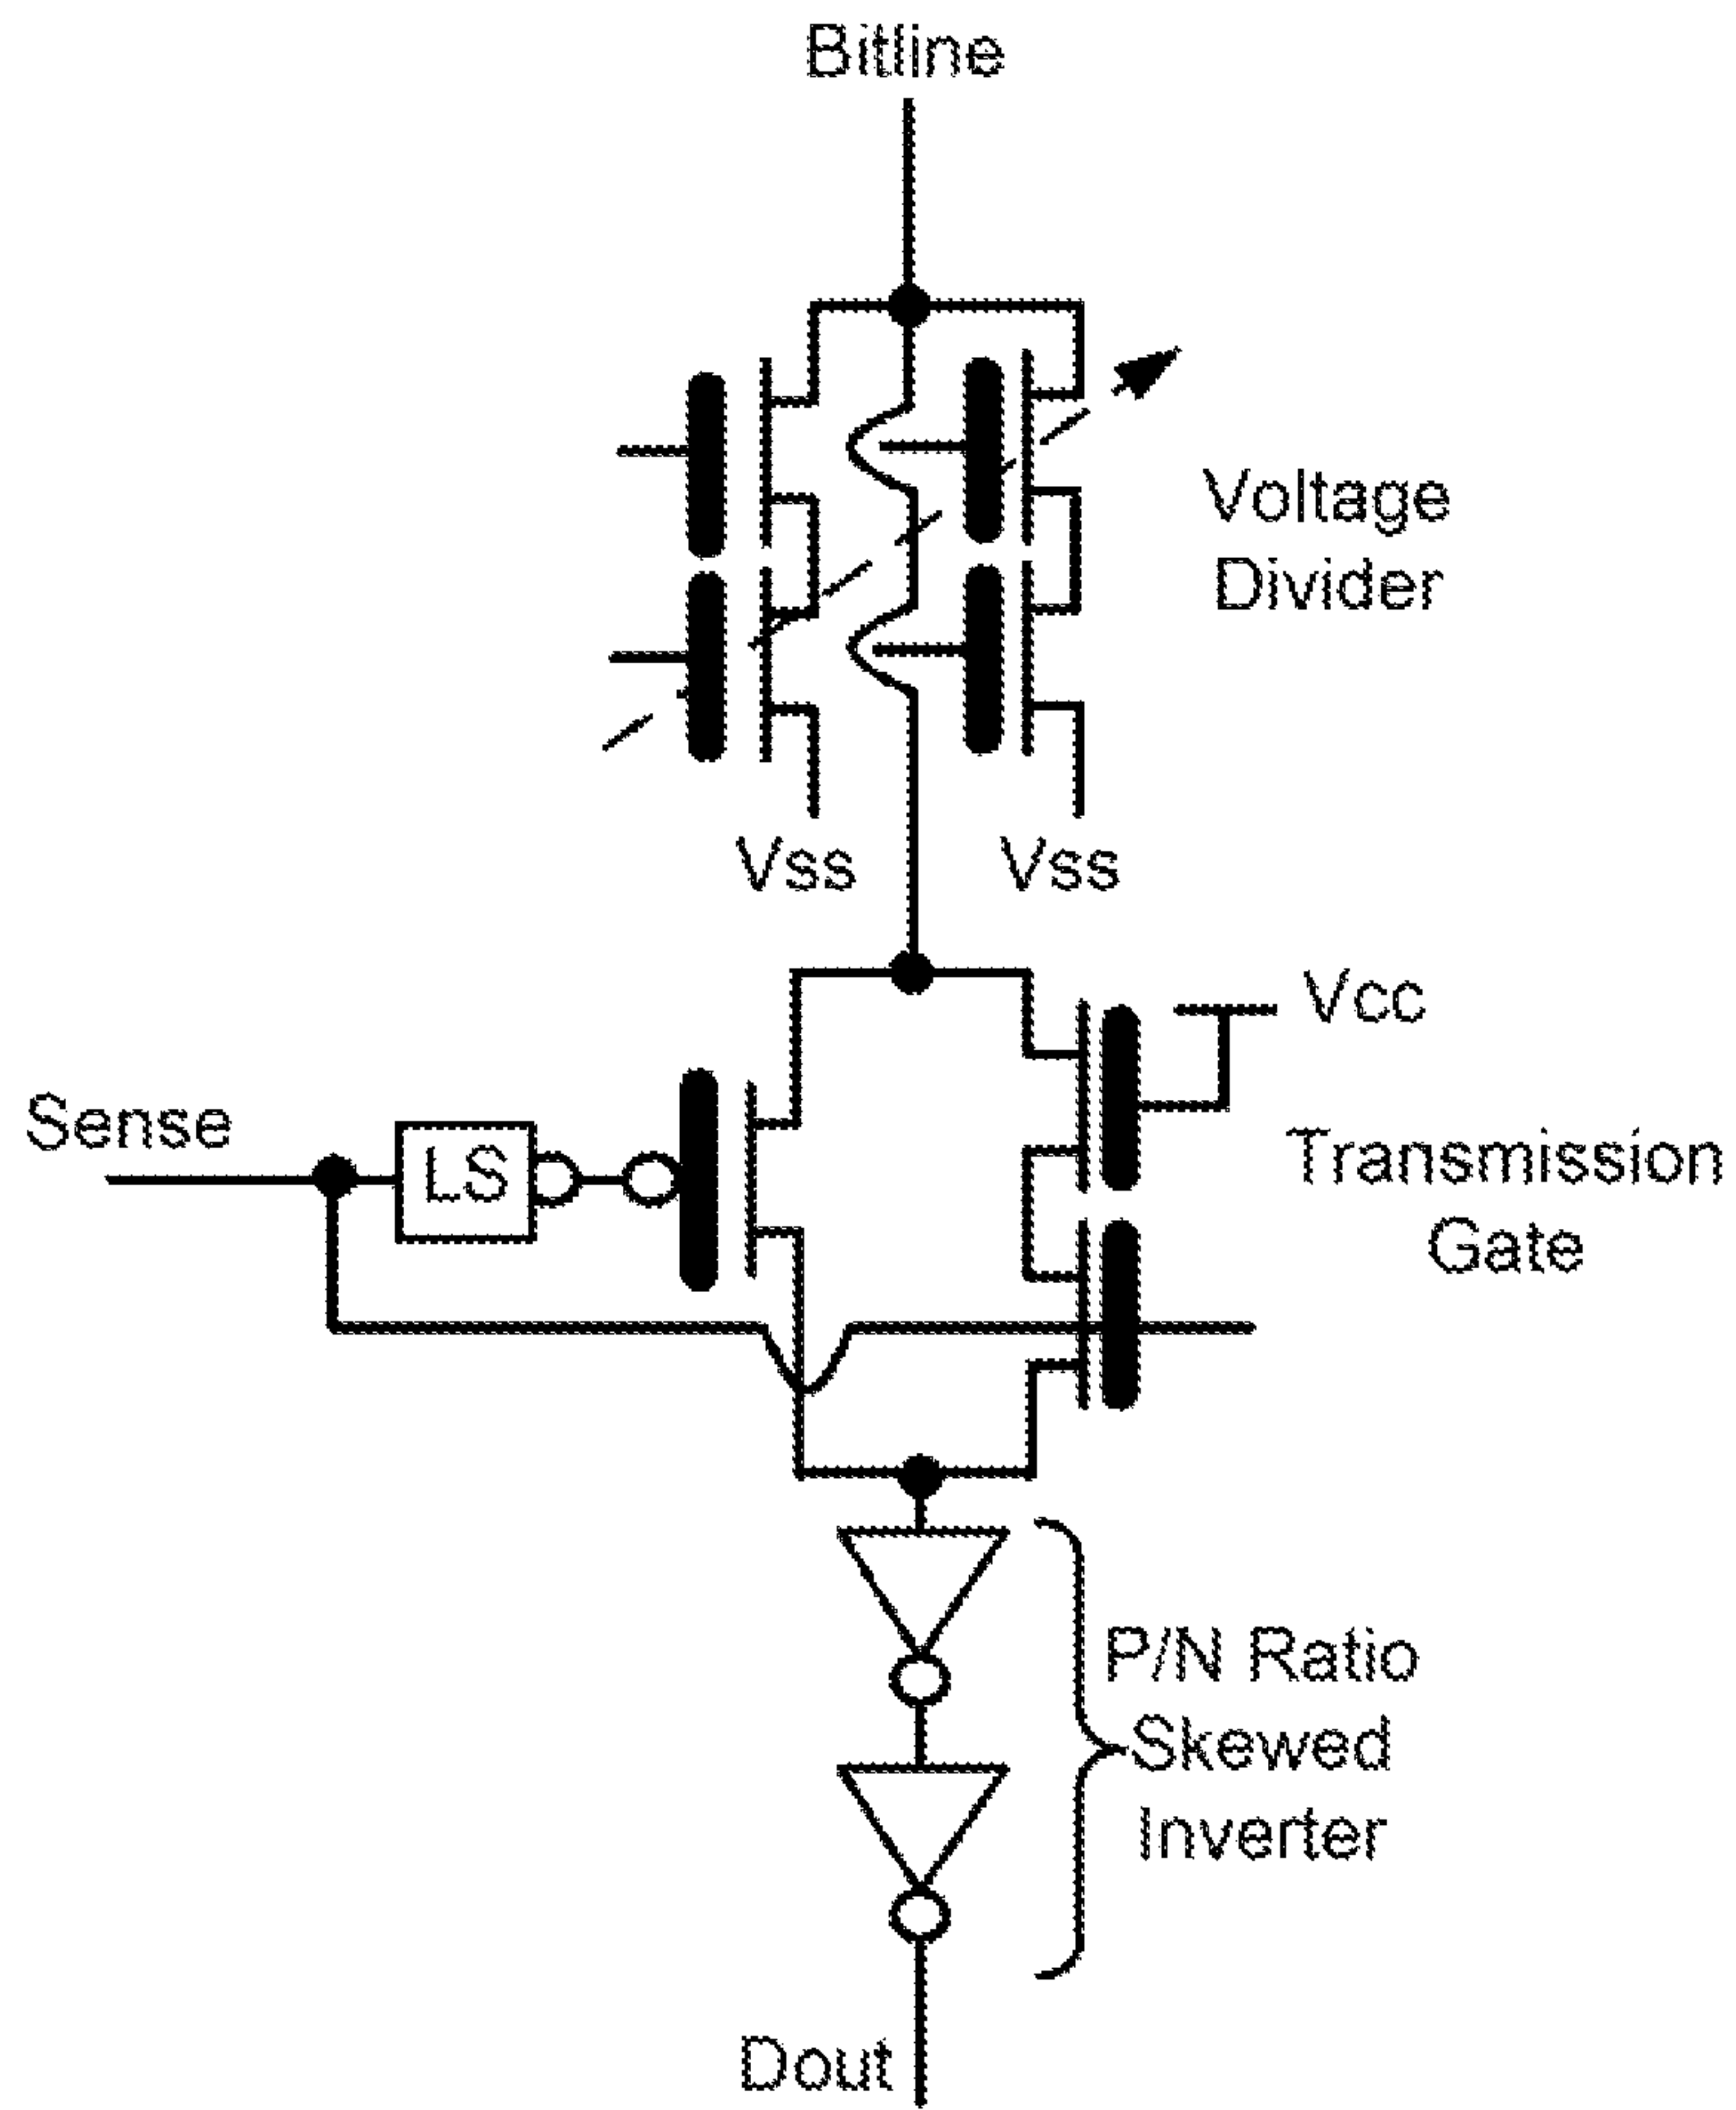 Bitline
Voltage
Divider
Vss
Vss
Vcc
Sense
LS
Transmission
Gate
P/N Ratio
Skewed
Inverter
Dout